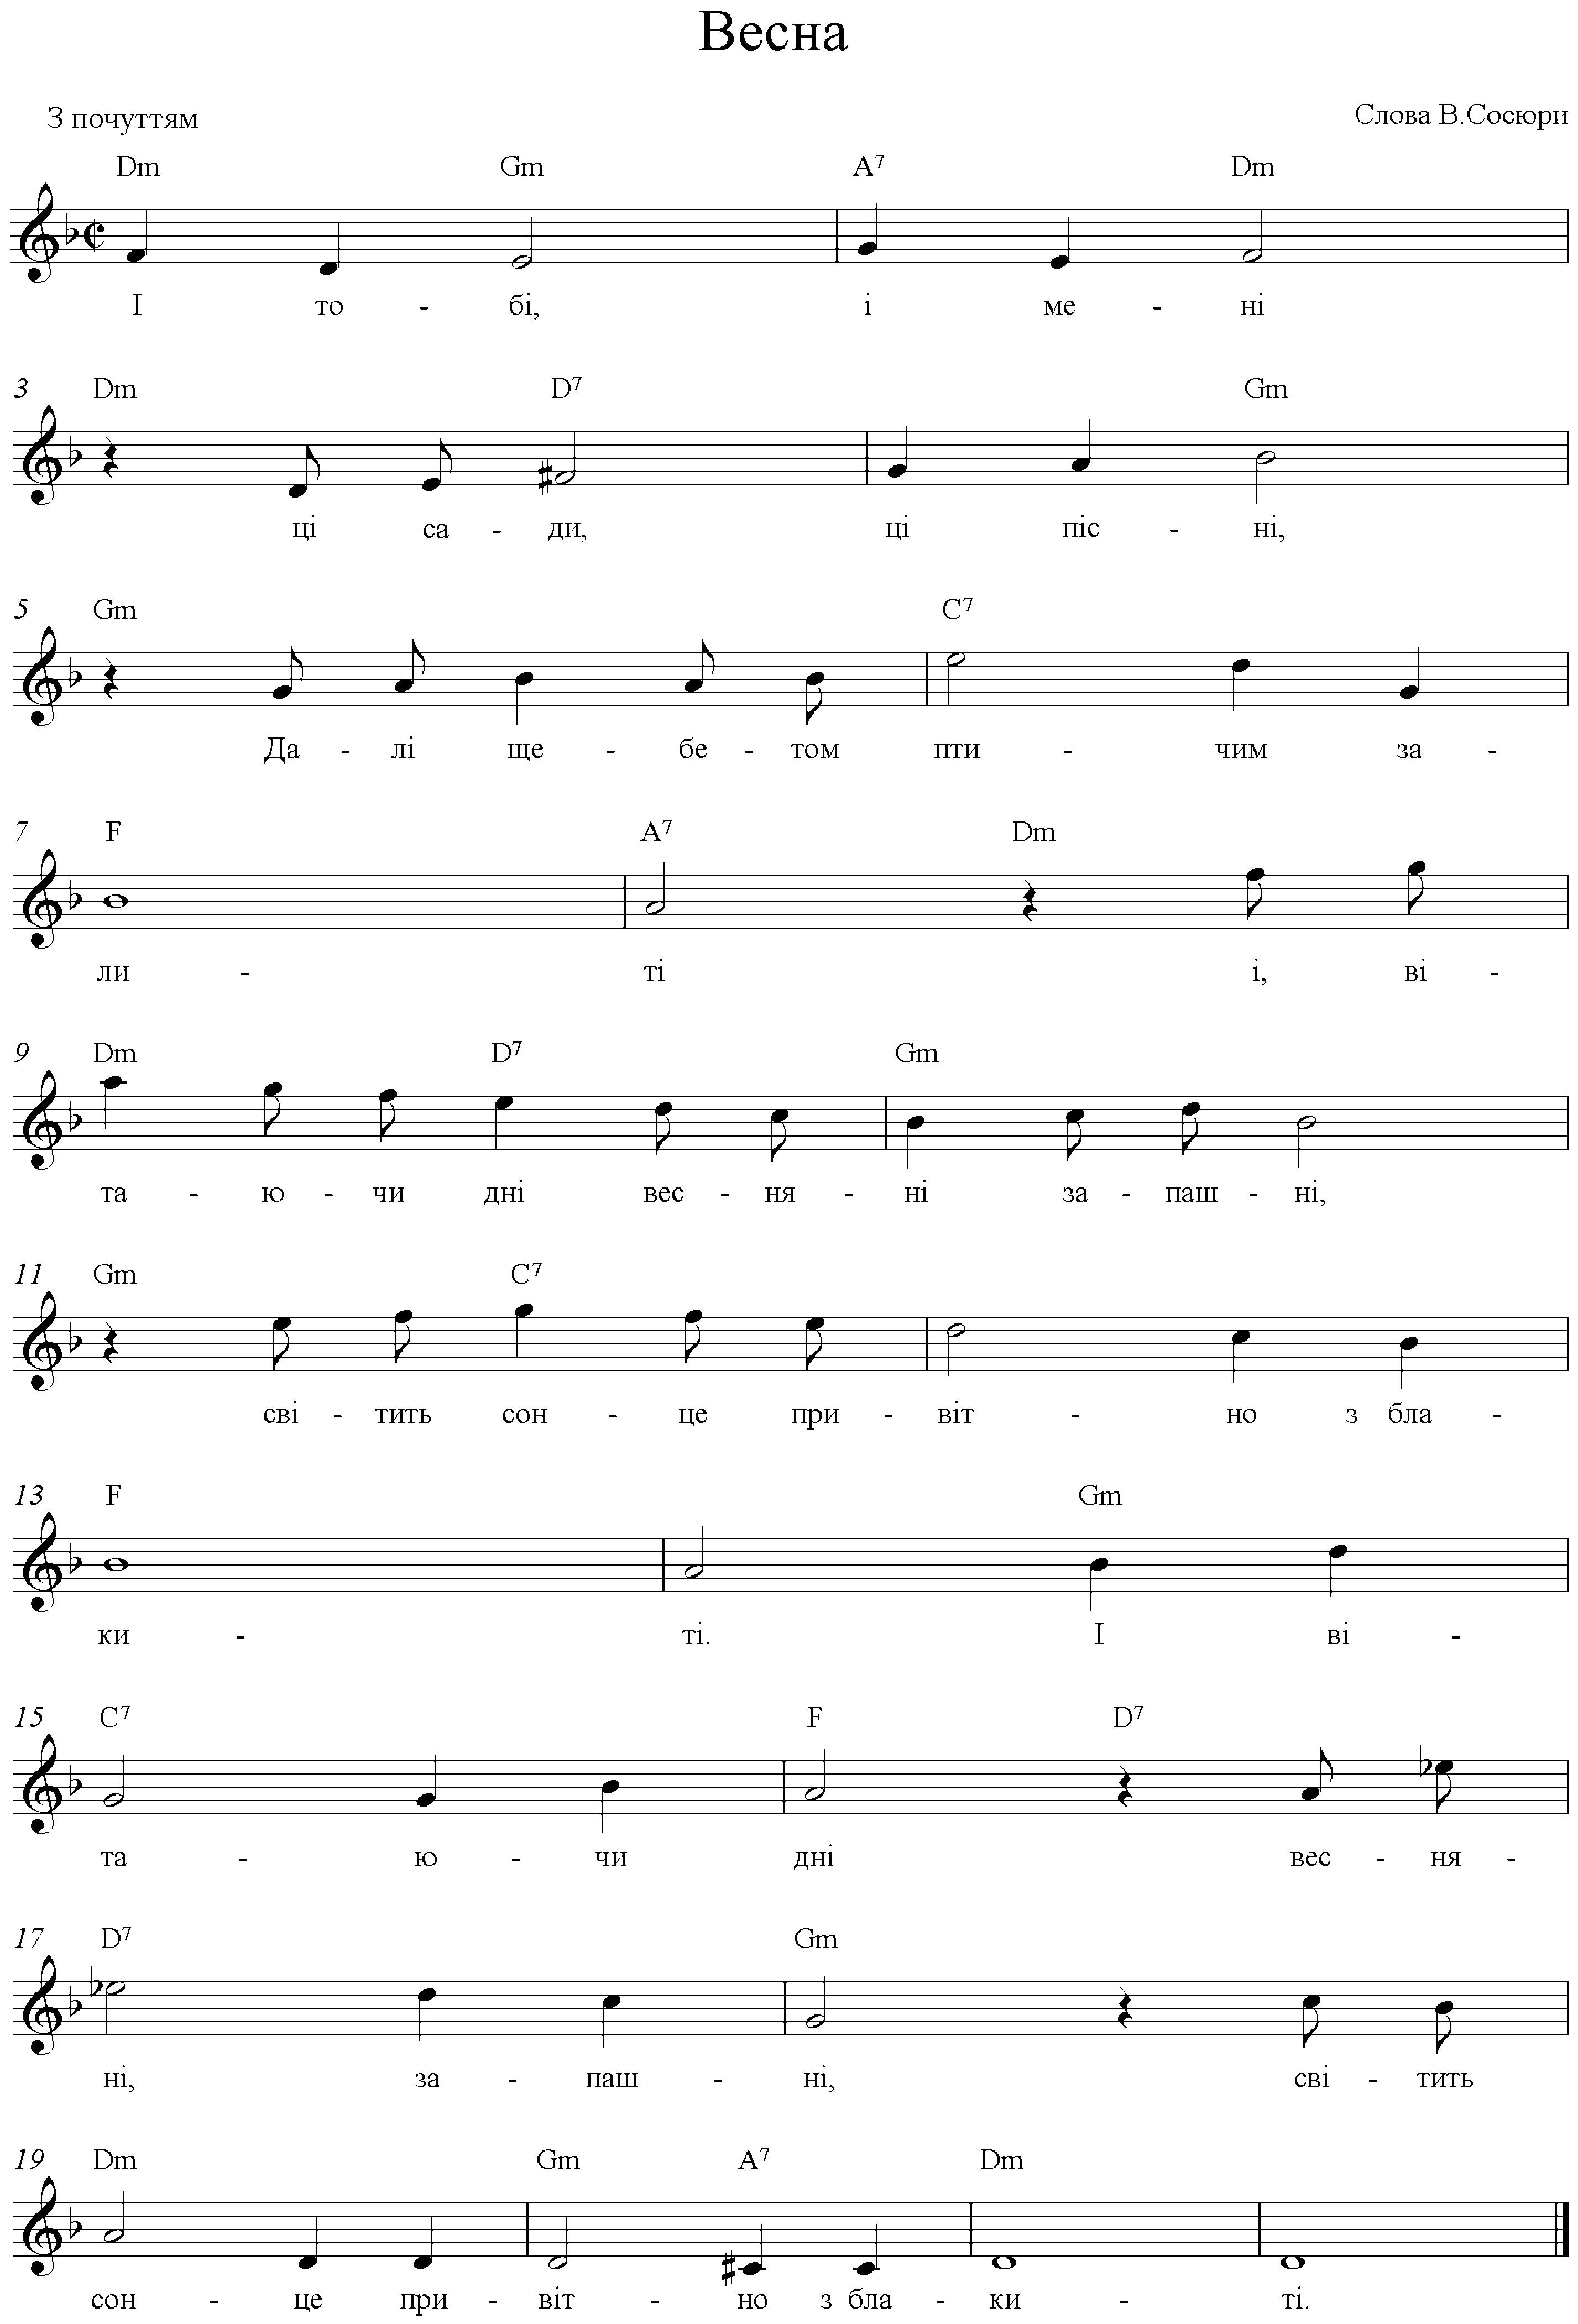 Весна
З почуттям
Слова В.Сосюри
Dm Gm A7 Dm
І то - бі, і ме - ні
3 Dm D7 Gm
ці са - ди, ці піс - ні,
5 Gm C7
Да - лі ще - бе - том пти - чим за -
7 F A7 Dm
ли - ті і, ві -
9 Dm D7 Gm
та - ю - чи дні вес - ня - ні за - паш - ні,
11 Gm C7
сві - тить сон - це при - віт - но з бла -
13 F Gm
ки - ті. І ві -
15 C7 F D7
та - ю - чи дні вес - ня -
17 D7 Gm
ні, за - паш - ні, сві - тить
19 Dm Gm A7 Dm
сон - це при - віт - но з бла - ки - ті.